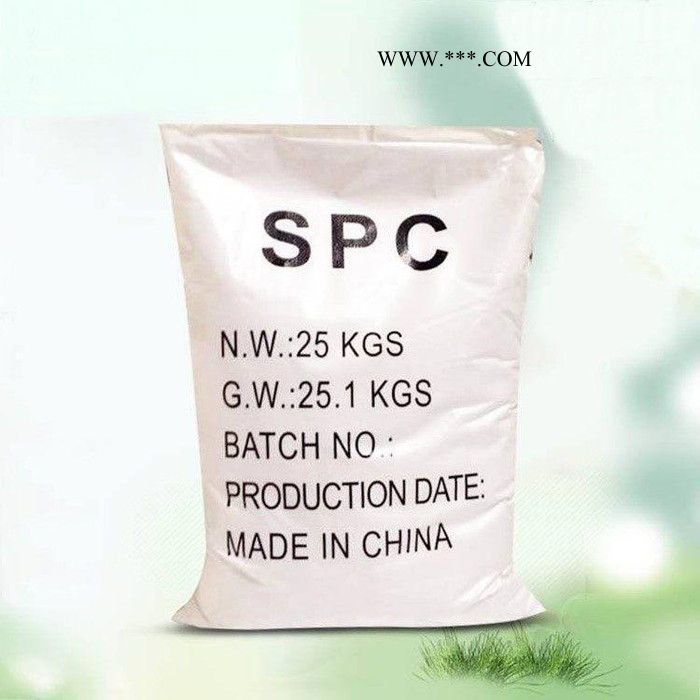 WWW.***.COM
SPC
N.W.:25 KGS
G.W.:25.1 KGS
BATCH NO.:
PRODUCTION DATE:
MADE IN CHINA